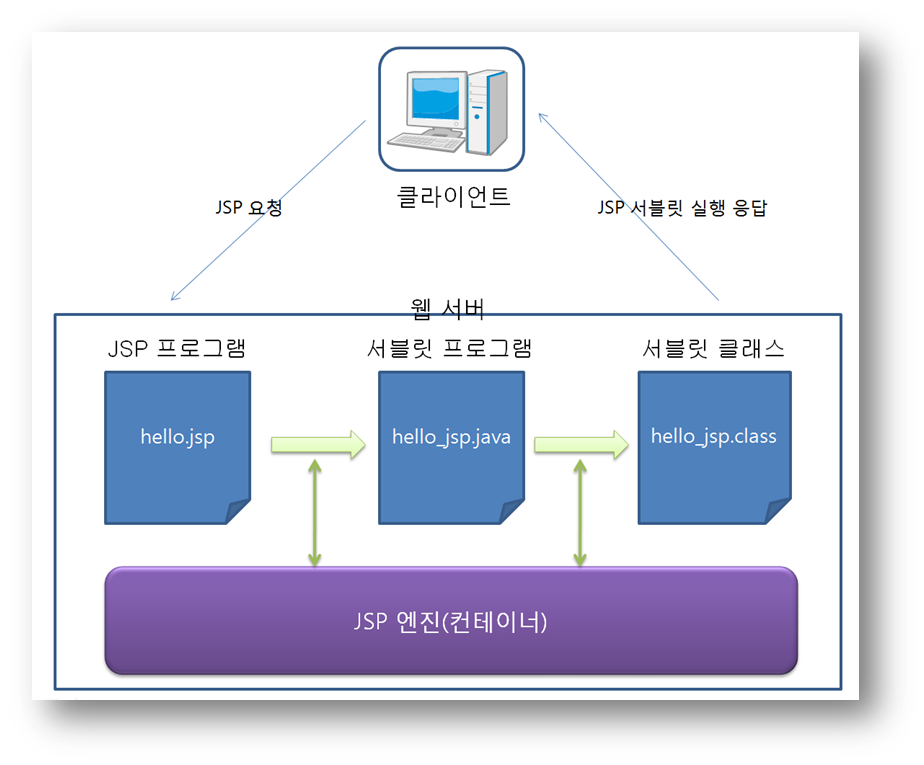 클라이언트
JSP 요청
JSP 서블릿 실행 응답
웹 서버
JSP 프로그램
서블릿 프로그램
서블릿 클래스
hello.jsp
hello_jsp.java
hello_jsp.class
JSP 엔진(컨테이너)